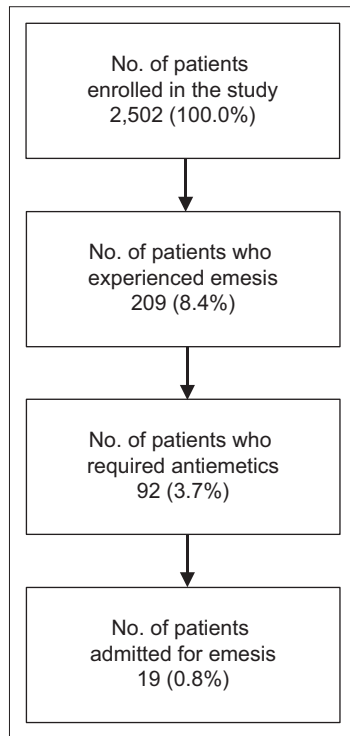 No. of patients
enrolled in the study
2,502 (100.0%)
No. of patients who
experienced emesis
209 (8.4%)
No. of patients who
required antiemetics
92 (3.7%)
No. of patients
admitted for emesis
19 (0.8%)